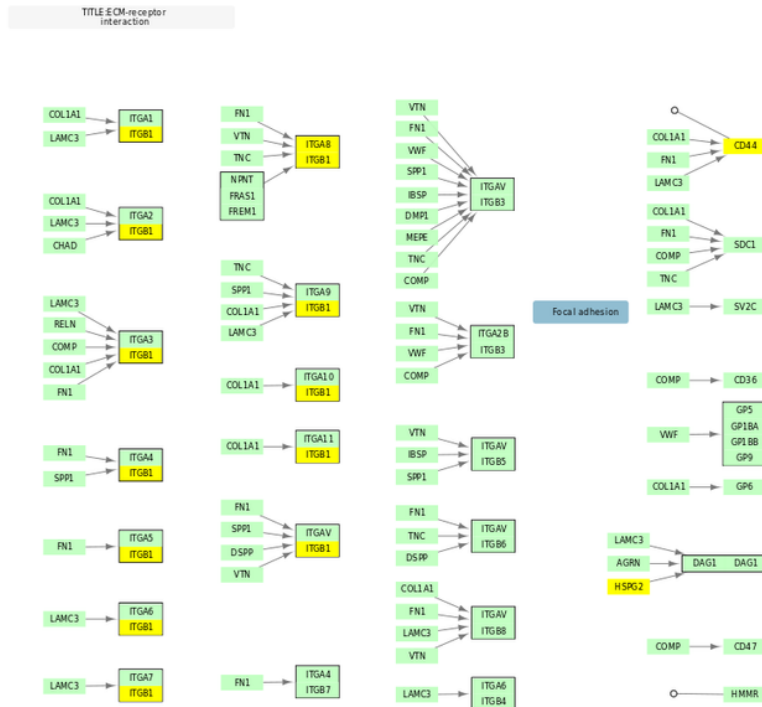 TITLE:ECM-receptor
interaction
COL1A1
LAMC3
ITGA1
ITGB1
COL1A1
LAMC3
CHAD
ITGA2
ITGB1
LAMC3
RELN
COMP
COL1A1
FN1
ITGA3
ITGB1
FN1
SPP1
ITGA4
ITGB1
FN1
ITGA5
ITGB1
LAMC3
ITGA6
ITGB1
LAMC3
ITGA7
ITGB1
FN1
VTN
TNC
NPNT
FRAS1
FREM1
ITGA8
ITGB1
TNC
SPP1
COL1A1
LAMC3
ITGA9
ITGB1
COL1A1
ITGA10
ITGB1
COL1A1
ITGA11
ITGB1
FN1
SPP1
DSPP
VTN
ITGAV
ITGB1
FN1
ITGA4
ITGB7
VTN
FN1
VWF
SPP1
IBSP
DMP1
MEPE
TNC
COMP
ITGAV
ITGB3
VTN
FN1
VWF
COMP
ITGA2B
ITGB3
VTN
IBSP
SPP1
ITGAV
ITGB5
FN1
TNC
DSPP
ITGAV
ITGB6
COL1A1
FN1
LAMC3
VTN
ITGAV
ITGB8
LAMC3
ITGA6
ITGB4
Focal adhesion
COL1A1
FN1
LAMC3
CD44
COL1A1
FN1
COMP
TNC
SDC1
LAMC3
SV2C
COMP
CD36
VWF
GP5
GP1BA
GP1BB
GP9
COL1A1
GP6
LAMC3
AGRN
HSPG2
DAG1 DAG1
COMP
CD47
HMMR